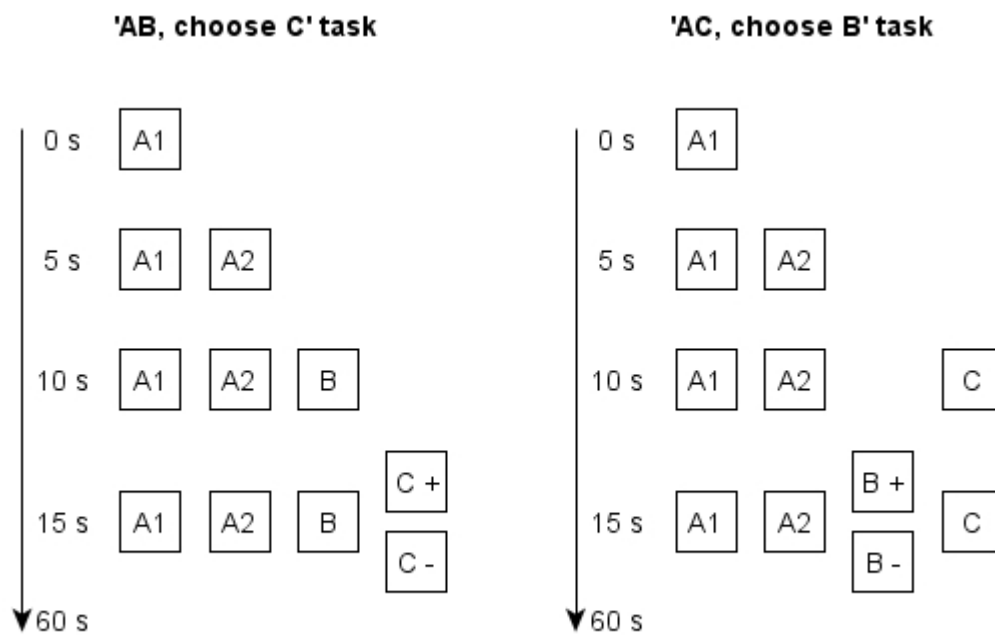 'AB, choose C' task
0 s A1
5 s A1 A2
10 s A1 A2 B
C +
15 s A1 A2 B
C -
60 s
'AC, choose B' task
0 s A1
5 s A1 A2
10 s A1 A2 C
B +
15 s A1 A2 C
B -
60 s